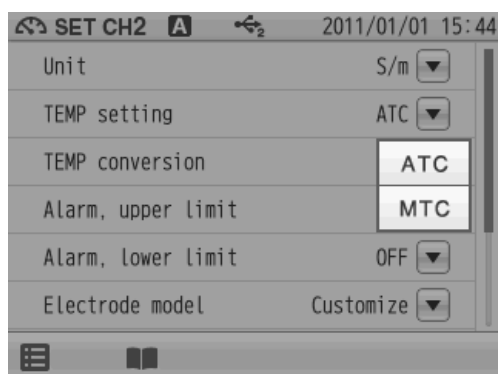 SET CH2 A 2 2011/01/01 15:44
Unit S/m
TEMP setting ATC
TEMP conversion ATC
Alarm, upper limit MTC
Alarm, lower limit OFF
Electrode model Customize